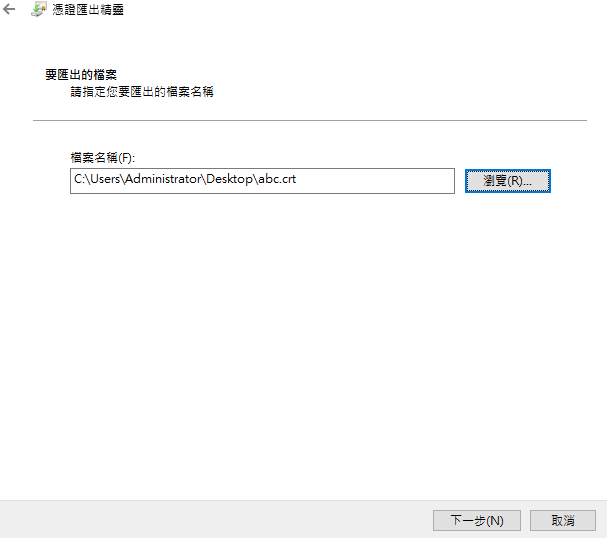 憑證匯出精靈
要匯出的檔案
請指定您要匯出的檔案名稱
檔案名稱(F):
C:\Users\Administrator\Desktop\abc.crt
瀏覽(R)...
下一步(N)
取消